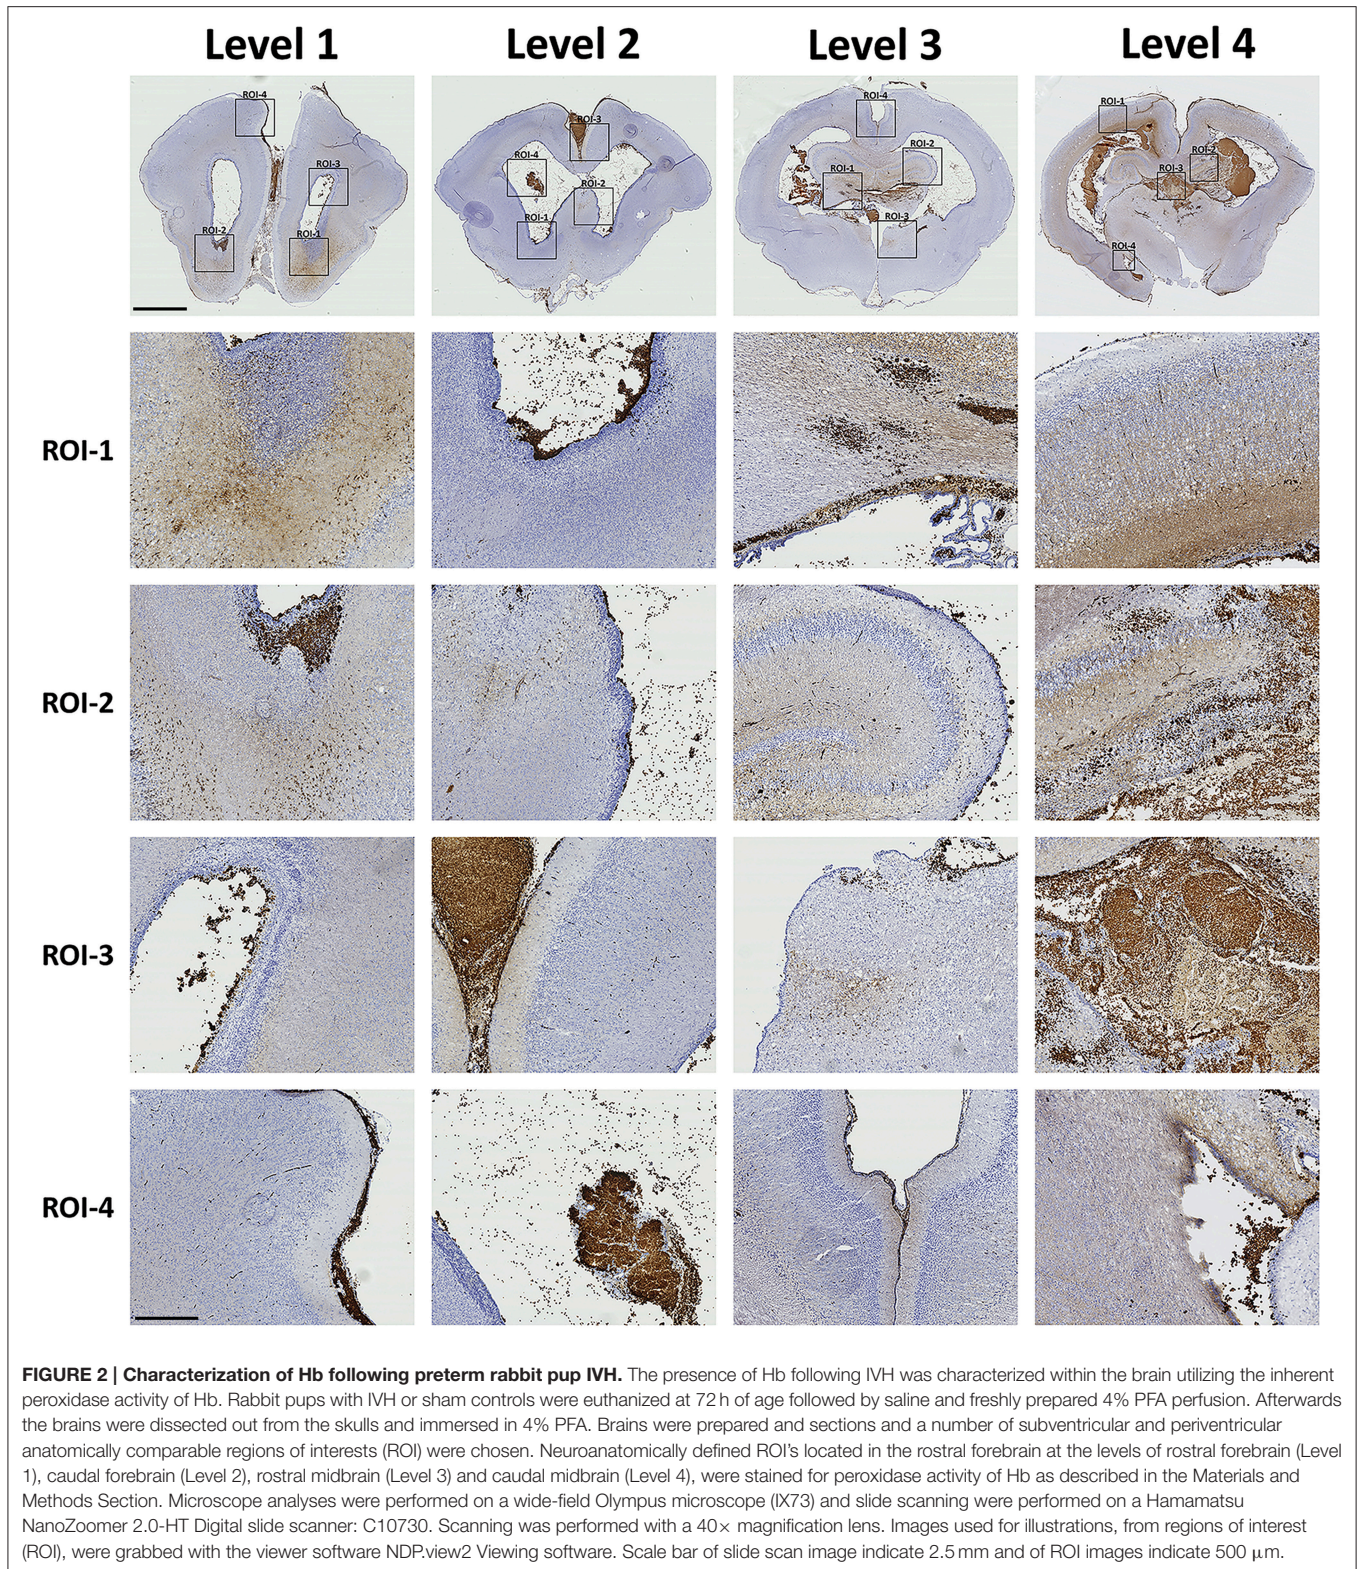 Level 1 Level 2 Level 3 Level 4
ROI-4 ROI-3 ROI-2 ROI-1
ROI-3 ROI-4 ROI-2 ROI-1
ROI-4 ROI-2 ROI-1 ROI-3
ROI-1 ROI-2 ROI-3 ROI-4
ROI-1
ROI-2
ROI-3
ROI-4
FIGURE 2 | Characterization of Hb following preterm rabbit pup IVH. The presence of Hb following IVH was characterized within the brain utilizing the inherent
peroxidase activity of Hb. Rabbit pups with IVH or sham controls were euthanized at 72 h of age followed by saline and freshly prepared 4% PFA perfusion. Afterwards
the brains were dissected out from the skulls and immersed in 4% PFA. Brains were prepared and sections and a number of subventricular and periventricular
anatomically comparable regions of interests (ROI) were chosen. Neuroanatomically defined ROI's located in the rostral forebrain at the levels of rostral forebrain (Level
1), caudal forebrain (Level 2), rostral midbrain (Level 3) and caudal midbrain (Level 4), were stained for peroxidase activity of Hb as described in the Materials and
Methods Section. Microscope analyses were performed on a wide-field Olympus microscope (IX73) and slide scanning were performed on a Hamamatsu
NanoZoomer 2.0-HT Digital slide scanner: C10730. Scanning was performed with a 40× magnification lens. Images used for illustrations, from regions of interest
(ROI), were grabbed with the viewer software NDP.view2 Viewing software. Scale bar of slide scan image indicate 2.5 mm and of ROI images indicate 500 μm.